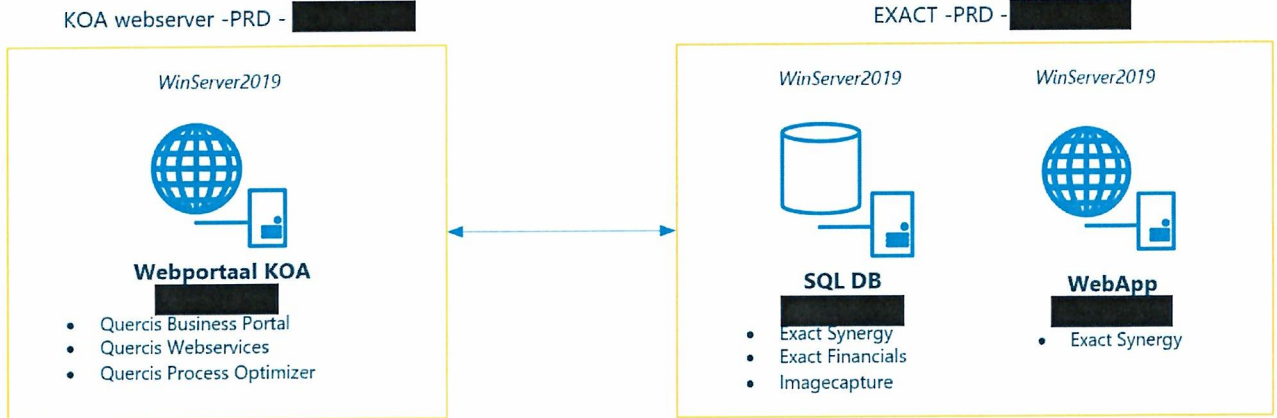 KOA webserver -PRD -
WinServer2019
Webportaal KOA
• Quercis Business Portal
• Quercis Webservices
• Quercis Process Optimizer
EXACT -PRD -
WinServer2019
SQL DB
• Exact Synergy
• Exact Financials
• Imagecapture
WinServer2019
WebApp
• Exact Synergy